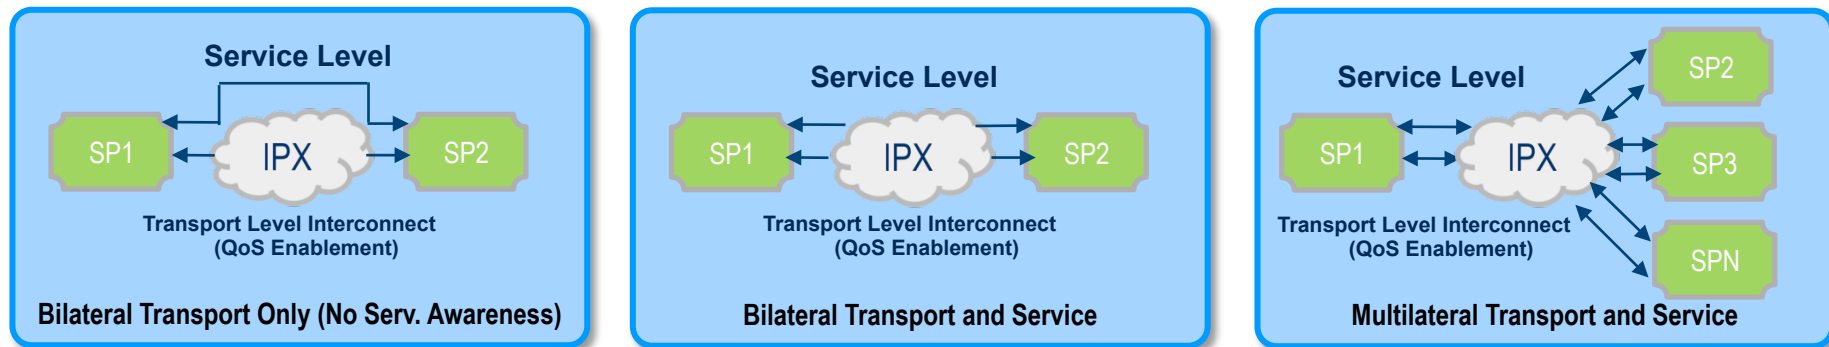 Service Level
SP1
IPX
SP2
Transport Level Interconnect
(QoS Enablement)
Bilateral Transport Only (No Serv. Awareness)
Service Level
SP1
IPX
SP2
Transport Level Interconnect
(QoS Enablement)
Bilateral Transport and Service
Service Level
SP1
IPX
SP2
SP3
SPN
Transport Level Interconnect
(QoS Enablement)
Multilateral Transport and Service